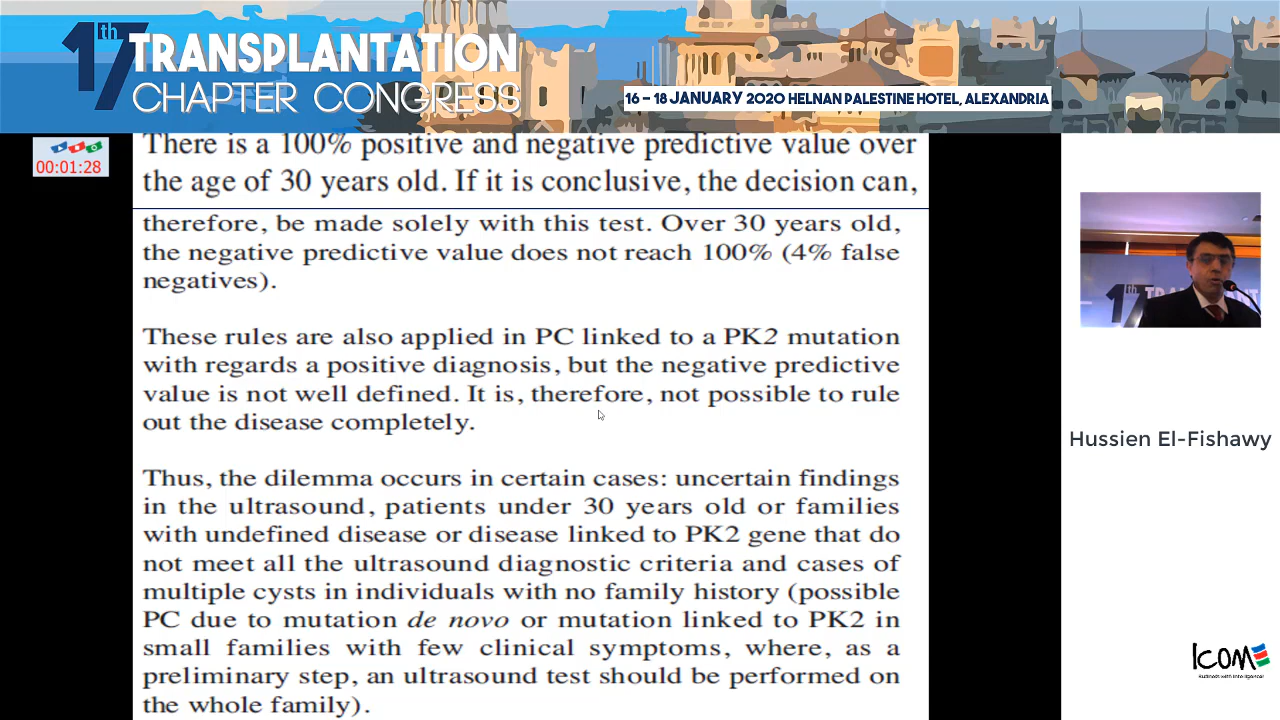 17th TRANSPLANTATION
CHAPTER CONGRESS
16 - 18 JANUARY 2020 HELNAN PALESTINE HOTEL, ALEXANDRIA
00:01:28
There is a 100% positive and negative predictive value over
the age of 30 years old. If it is conclusive, the decision can,
therefore, be made solely with this test. Over 30 years old,
the negative predictive value does not reach 100% (4% false
negatives).
These rules are also applied in PC linked to a PK2 mutation
with regards a positive diagnosis, but the negative predictive
value is not well defined. It is, therefore, not possible to rule
out the disease completely.
Thus, the dilemma occurs in certain cases: uncertain findings
in the ultrasound, patients under 30 years old or families
with undefined disease or disease linked to PK2 gene that do
not meet all the ultrasound diagnostic criteria and cases of
multiple cysts in individuals with no family history (possible
PC due to mutation de novo or mutation linked to PK2 in
small families with few clinical symptoms, where, as a
preliminary step, an ultrasound test should be performed on
the whole family).
17th TRANSPLANT
Hussien El-Fishawy
ICOM
Business with Intelligence